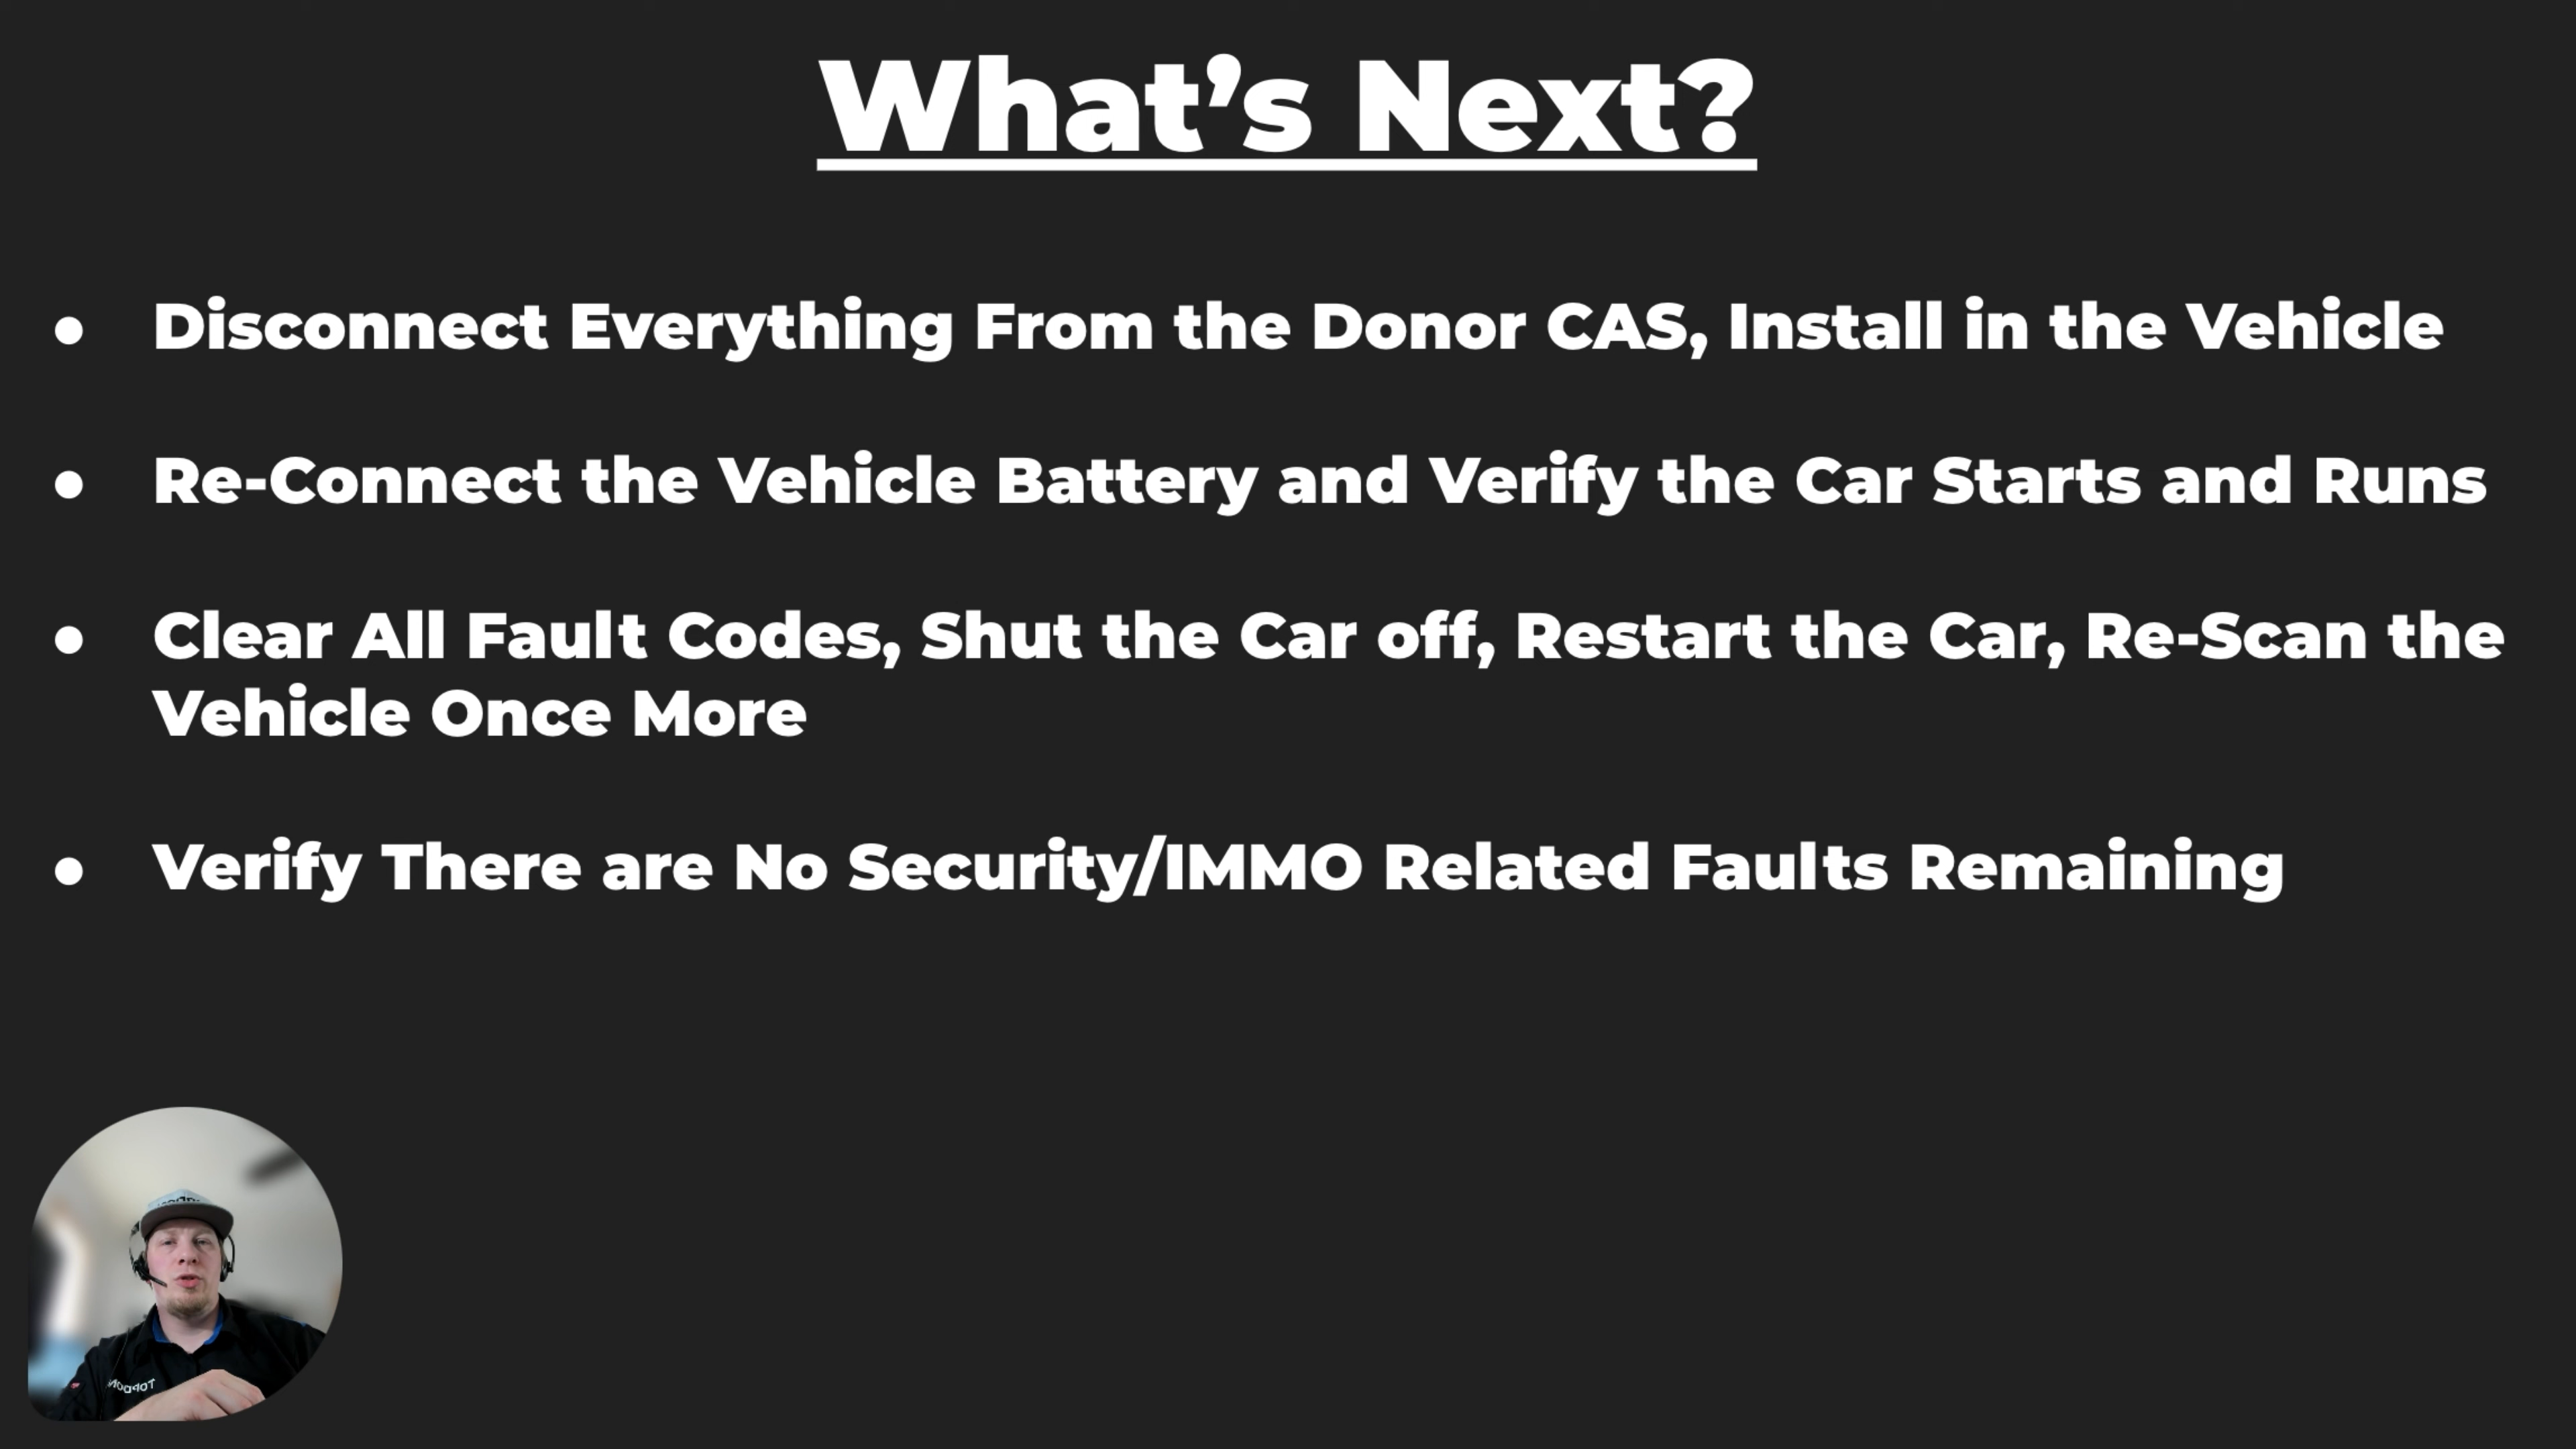 What's Next?
● Disconnect Everything From the Donor CAS, Install in the Vehicle
● Re-Connect the Vehicle Battery and Verify the Car Starts and Runs
● Clear All Fault Codes, Shut the Car off, Restart the Car, Re-Scan the
Vehicle Once More
● Verify There are No Security/IMMO Related Faults Remaining